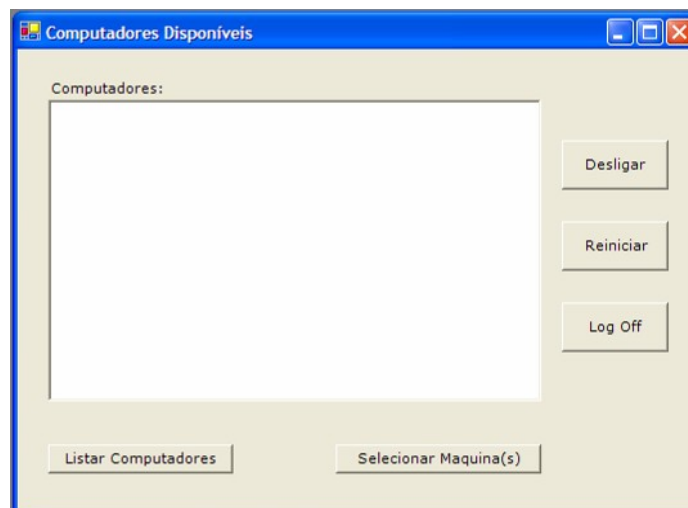 Computadores Disponíveis
Computadores:
Desligar
Reiniciar
Log Off
Listar Computadores
Selecionar Maquina(s)